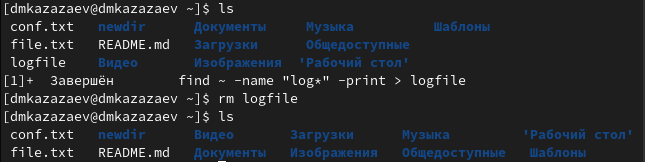 [dmkazazaev@dmkazazaev ~]$ ls
conf.txt newdir Документы Музыка Шаблоны
file.txt README.md Загрузки Общедоступные
logfile Видео Изображения 'Рабочий стол'
[1]+ Завершён find ~ -name "log*" -print > logfile
[dmkazazaev@dmkazazaev ~]$ rm logfile
[dmkazazaev@dmkazazaev ~]$ ls
conf.txt newdir Видео Загрузки Музыка 'Рабочий стол'
file.txt README.md Документы Изображения Общедоступные Шаблоны